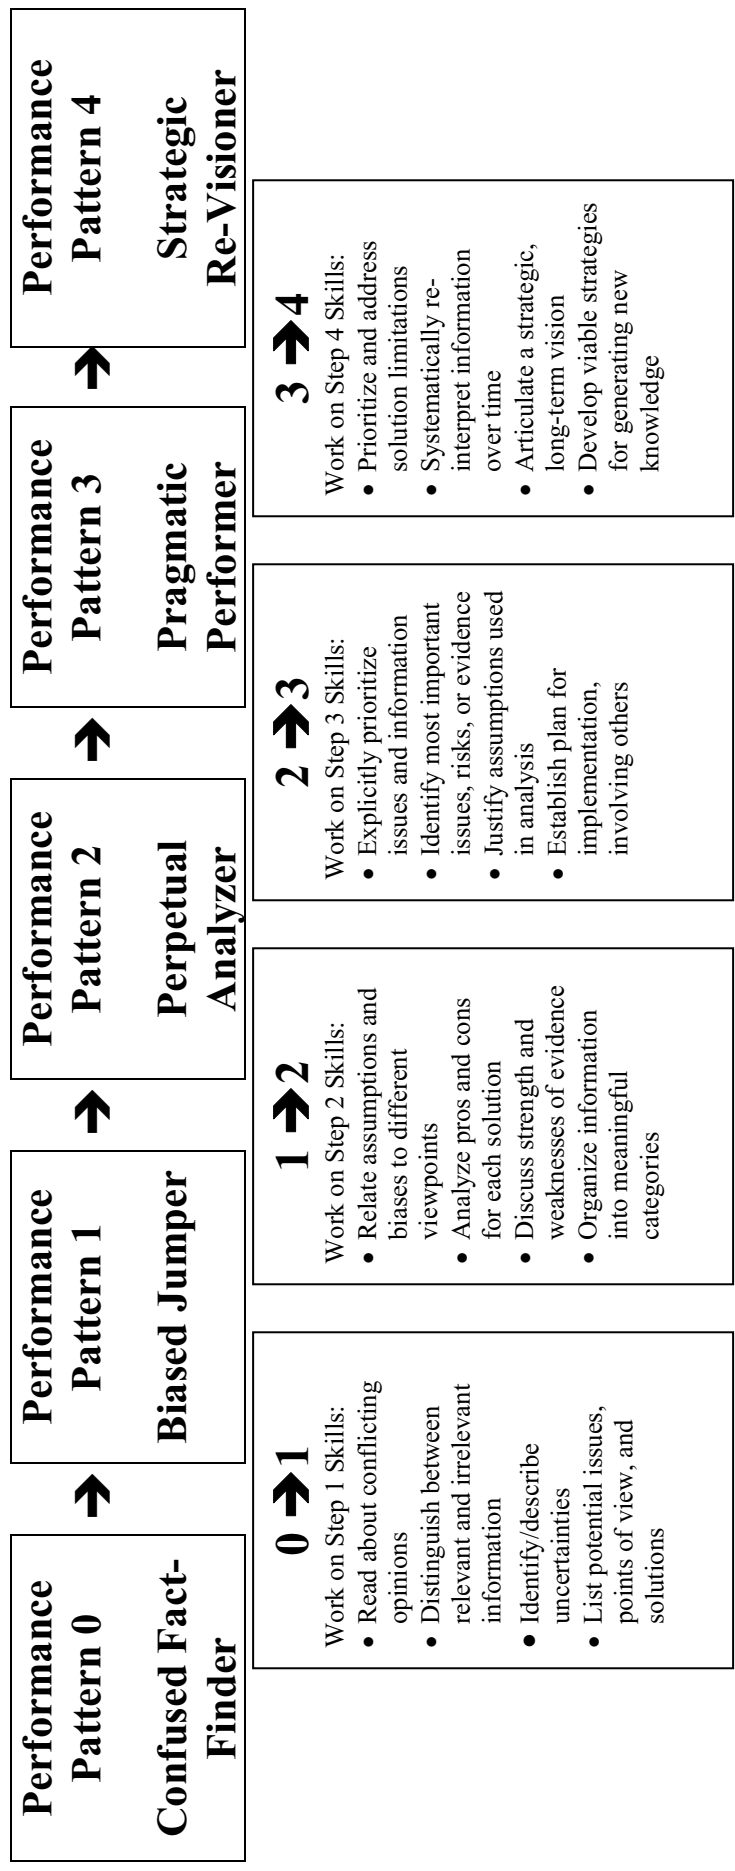 Performance
Pattern 0
Confused Fact-
Finder
➔
Performance
Pattern 1
Biased Jumper
➔
Performance
Pattern 2
Perpetual
Analyzer
➔
Performance
Pattern 3
Pragmatic
Performer
➔
Performance
Pattern 4
Strategic
Re-Visioner
0 ➔1
Work on Step 1 Skills:
• Read about conflicting
opinions
• Distinguish between
relevant and irrelevant
information
• Identify/describe
uncertainties
• List potential issues,
points of view, and
solutions
1 ➔2
Work on Step 2 Skills:
• Relate assumptions and
biases to different
viewpoints
• Analyze pros and cons
for each solution
• Discuss strength and
weaknesses of evidence
• Organize information
into meaningful
categories
2 ➔3
Work on Step 3 Skills:
• Explicitly prioritize
issues and information
• Identify most important
issues, risks, or evidence
• Justify assumptions used
in analysis
• Establish plan for
implementation,
involving others
3 ➔4
Work on Step 4 Skills:
• Prioritize and address
solution limitations
• Systematically re-
interpret information
over time
• Articulate a strategic,
long-term vision
• Develop viable strategies
for generating new
knowledge